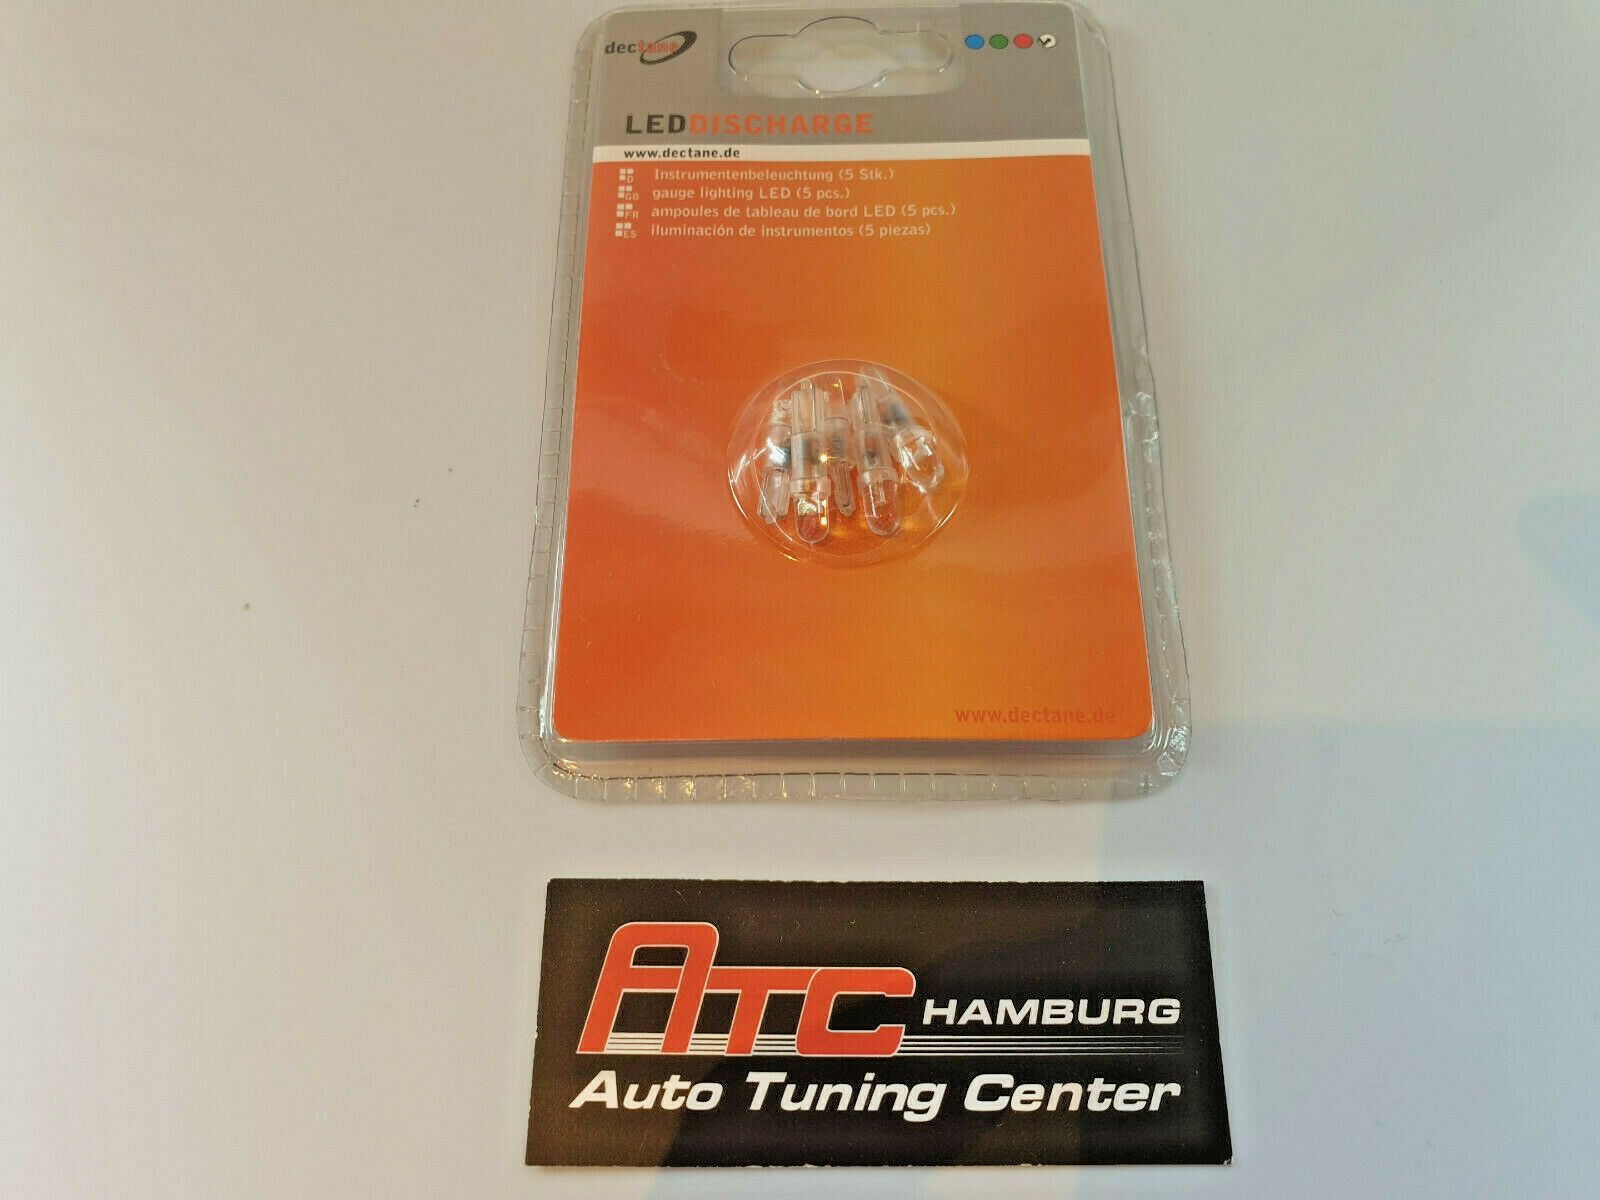 dectane
LEDDISCHARGE
www.dectane.de
D Instrumentenbeleuchtung (5 Stk.)
GB gauge lighting LED (5 pcs.)
FR ampoules de tableau de bord LED (5 pcs.)
ES iluminación de instrumentos (5 piezas)
www.dectane.de
ATC HAMBURG
Auto Tuning Center